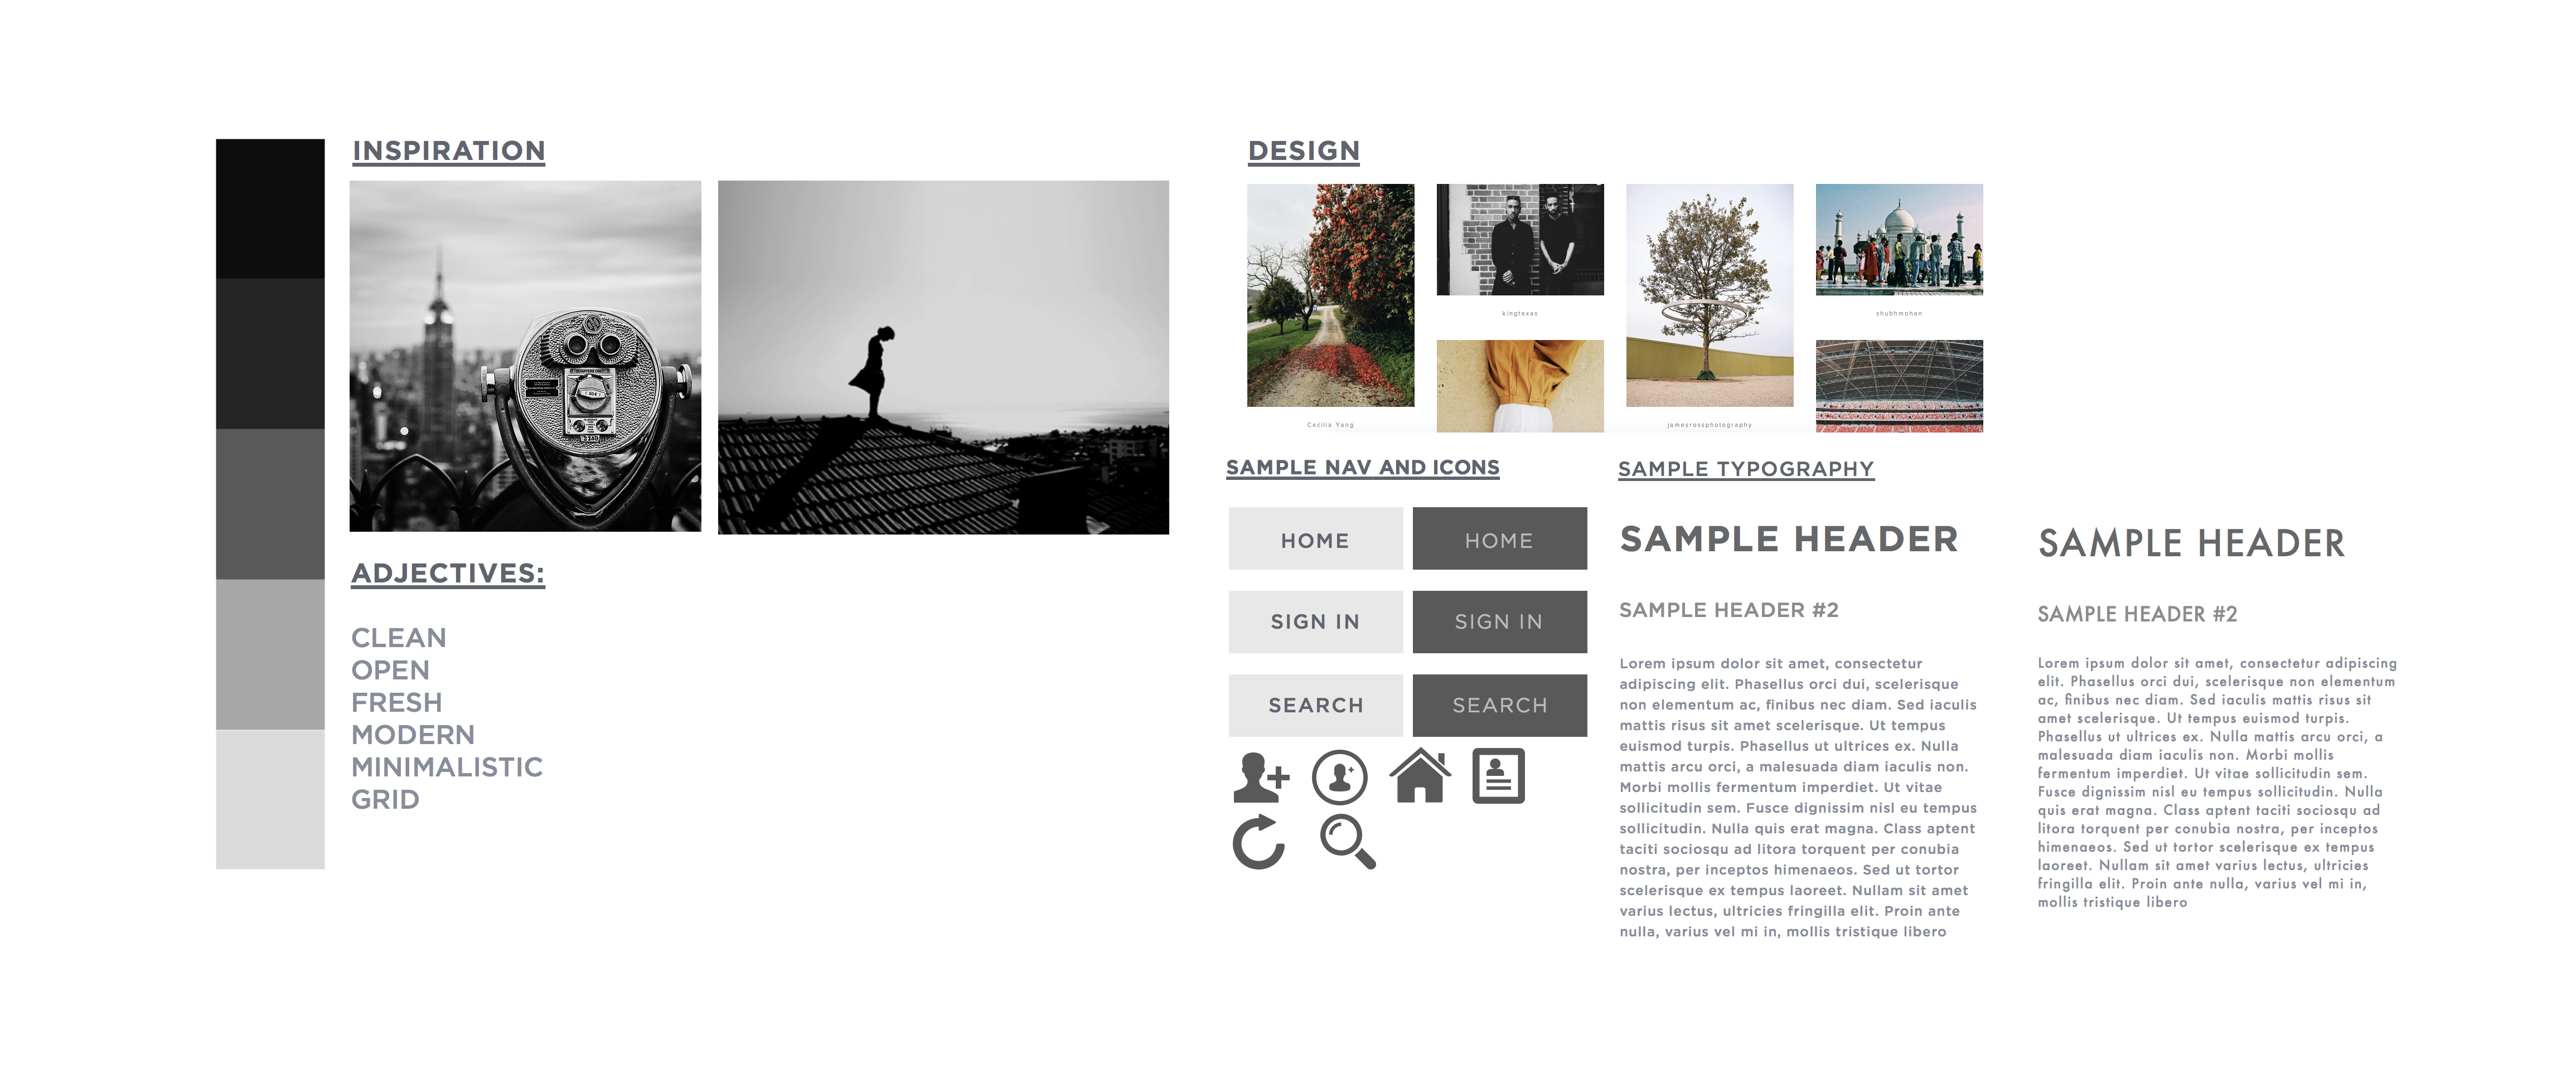 INSPIRATION
ADJECTIVES:
CLEAN
OPEN
FRESH
MODERN
MINIMALISTIC
GRID
DESIGN
kingtexas
shubhmohan
Cecilia Yang
jamesrossphotography
SAMPLE NAV AND ICONS
HOME HOME
SIGN IN SIGN IN
SEARCH SEARCH
SAMPLE TYPOGRAPHY
SAMPLE HEADER
SAMPLE HEADER #2
Lorem ipsum dolor sit amet, consectetur
adipiscing elit. Phasellus orci dui, scelerisque
non elementum ac, finibus nec diam. Sed iaculis
mattis risus sit amet scelerisque. Ut tempus
euismod turpis. Phasellus ut ultrices ex. Nulla
mattis arcu orci, a malesuada diam iaculis non.
Morbi mollis fermentum imperdiet. Ut vitae
sollicitudin sem. Fusce dignissim nisl eu tempus
sollicitudin. Nulla quis erat magna. Class aptent
taciti sociosqu ad litora torquent per conubia
nostra, per inceptos himenaeos. Sed ut tortor
scelerisque ex tempus laoreet. Nullam sit amet
varius lectus, ultricies fringilla elit. Proin ante
nulla, varius vel mi in, mollis tristique libero
SAMPLE HEADER
SAMPLE HEADER #2
Lorem ipsum dolor sit amet, consectetur adipiscing
elit. Phasellus orci dui, scelerisque non elementum
ac, finibus nec diam. Sed iaculis mattis risus sit
amet scelerisque. Ut tempus euismod turpis.
Phasellus ut ultrices ex. Nulla mattis arcu orci, a
malesuada diam iaculis non. Morbi mollis
fermentum imperdiet. Ut vitae sollicitudin sem.
Fusce dignissim nisl eu tempus sollicitudin. Nulla
quis erat magna. Class aptent taciti sociosqu ad
litora torquent per conubia nostra, per inceptos
himenaeos. Sed ut tortor scelerisque ex tempus
laoreet. Nullam sit amet varius lectus, ultricies
fringilla elit. Proin ante nulla, varius vel mi in,
mollis tristique libero